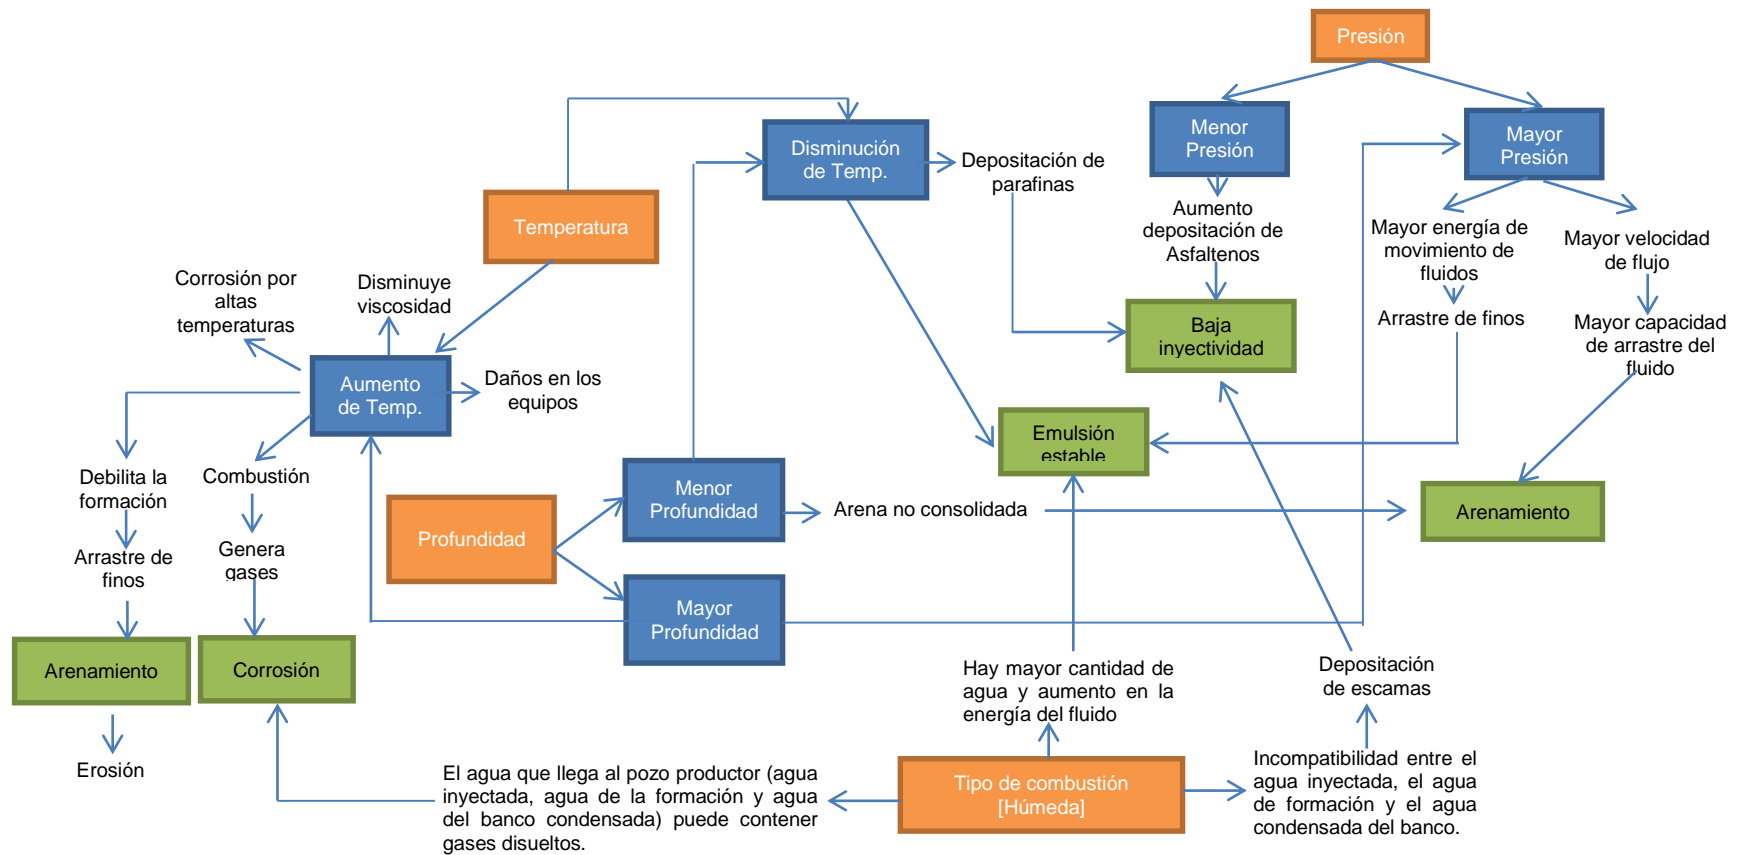 Presión
Menor
Presión
Mayor
Presión
Disminución
de Temp.
Depositación de
parafinas
Temperatura
Aumento
depositación de
Asfaltenos
Mayor energía de
movimiento de
fluidos
Mayor velocidad
de flujo
Corrosión por
altas
temperaturas
Disminuye
viscosidad
Baja
inyectividad
Arrastre de finos
Mayor capacidad
de arrastre del
fluido
Aumento
de Temp.
Daños en los
equipos
Emulsión
estable
Debilita la
formación
Combustión
Menor
Profundidad
Arena no consolidada
Arenamiento
Profundidad
Arrastre de
finos
Genera
gases
Mayor
Profundidad
Arenamiento
Corrosión
Hay mayor cantidad de
agua y aumento en la
energía del fluido
Depositación
de escamas
Erosión
El agua que llega al pozo productor (agua
inyectada, agua de la formación y agua
del banco condensada) puede contener
gases disueltos.
Tipo de combustión
[Húmeda]
Incompatibilidad entre el
agua inyectada, el agua
de formación y el agua
condensada del banco.